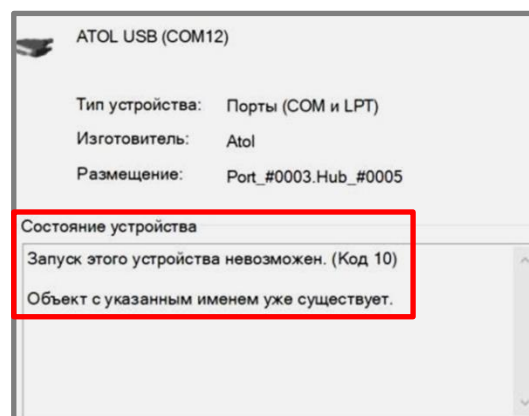 ATOL USB (COM12)
Тип устройства: Порты (COM и LPT)
Изготовитель: Atol
Размещение: Port_#0003.Hub_#0005
Состояние устройства
Запуск этого устройства невозможен. (Код 10)
Объект с указанным именем уже существует.